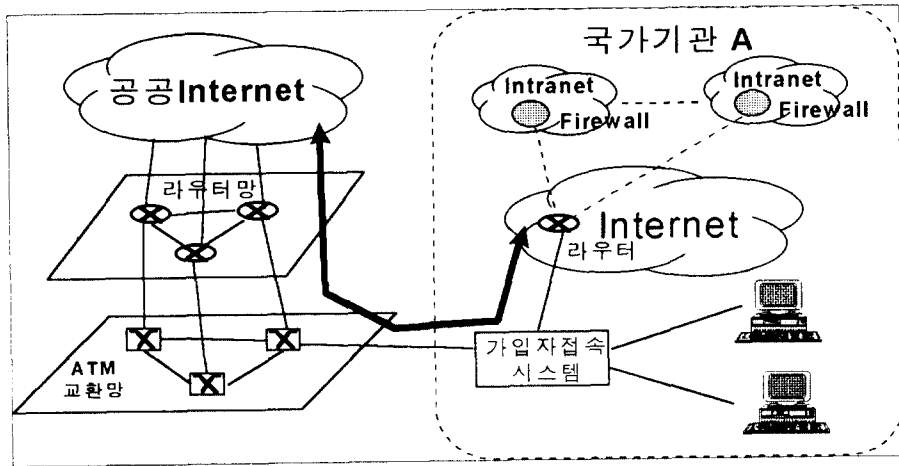 공공Internet
라우터망
ATM
교환망
국가기관 A
Intranet
Firewall
Intranet
Firewall
Internet
라우터
가입자접속
시스템